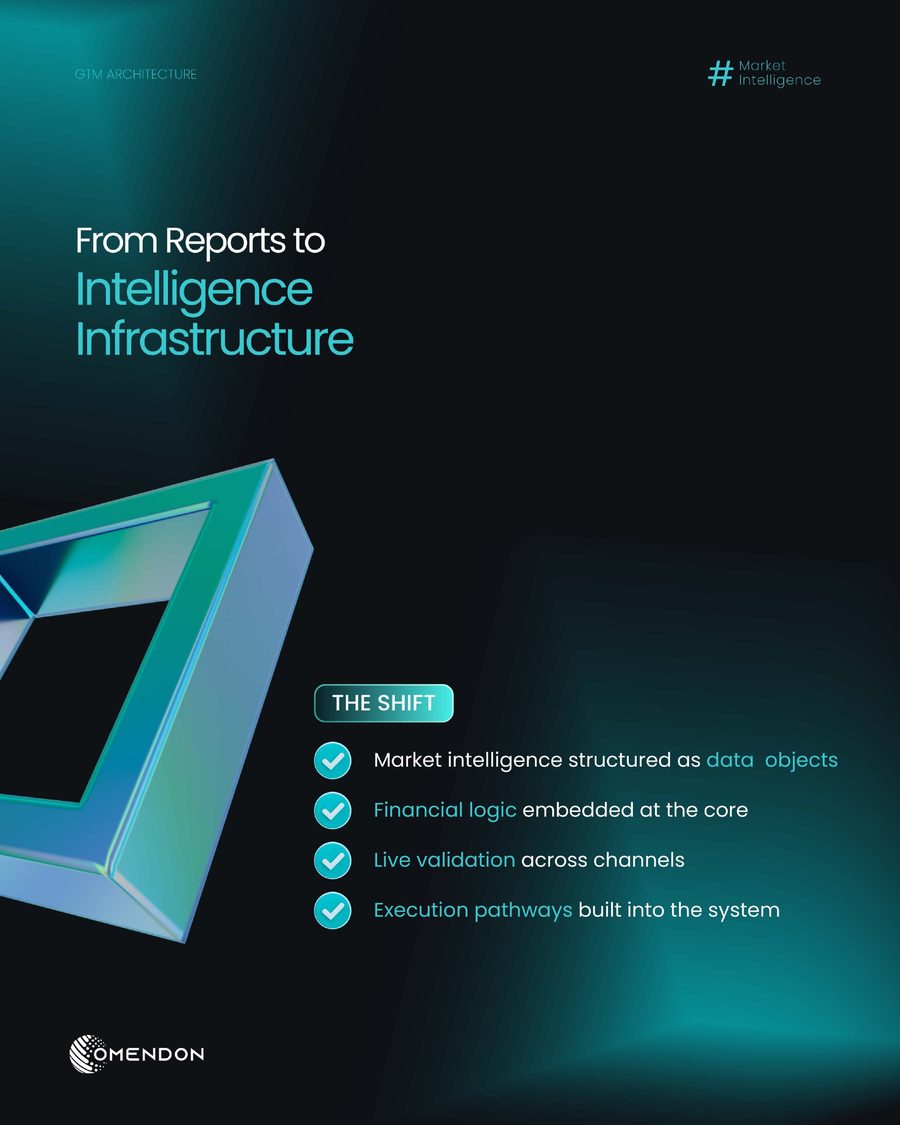 GTM ARCHITECTURE
# Market
Intelligence
From Reports to
Intelligence
Infrastructure
THE SHIFT
Market intelligence structured as data objects
Financial logic embedded at the core
Live validation across channels
Execution pathways built into the system
OMENDON